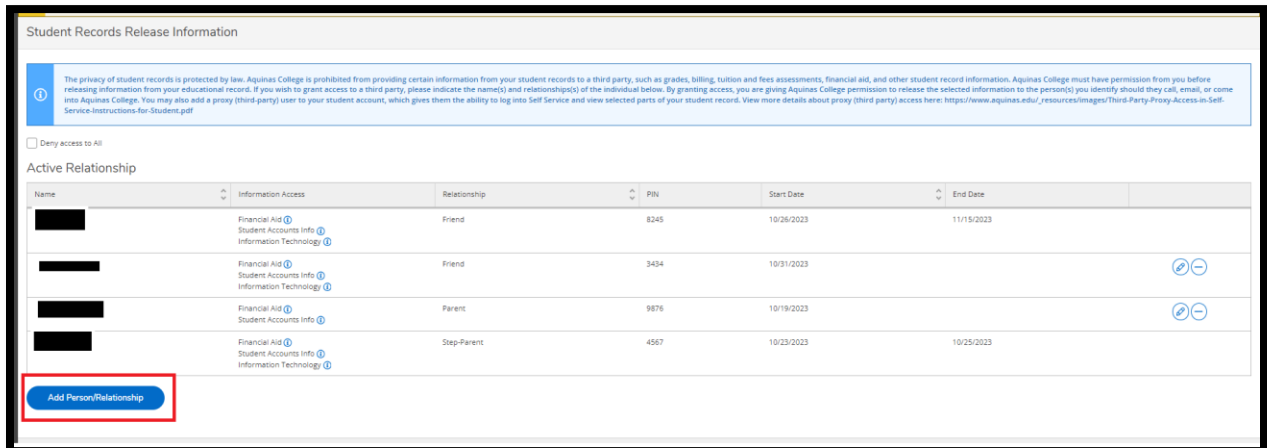 Student Records Release Information
The privacy of student records is protected by law. Aquinas College is prohibited from providing certain information from your student records to a third party, such as grades, billing, tuition and fees assessments, financial aid, and other student record information. Aquinas College must have permission from you before
releasing information from your educational record. If you wish to grant access to a third party, please indicate the name(s) and relationships(s) of the individual below. By granting access, you are giving Aquinas College permission to release the selected information to the person(s) you identify should they call, email, or come
into Aquinas College. You may also add a proxy (third-party) user to your student account, which gives them the ability to log into Self Service and view selected parts of your student record. View more details about proxy (third party) access here: https://www.aquinas.edu/_resources/images/Third-Party-Proxy-Access-in-Self-
Service-Instructions-for-Student.pdf
Deny access to All
Active Relationship
Name Information Access Relationship PIN Start Date End Date
Financial Aid Friend 8245 10/26/2023 11/15/2023
Student Accounts Info
Information Technology
Financial Aid Friend 3434 10/31/2023
Student Accounts Info
Information Technology
Financial Aid Parent 9876 10/19/2023
Student Accounts Info
Financial Aid Step-Parent 4567 10/23/2023 10/25/2023
Student Accounts Info
Information Technology
Add Person/Relationship